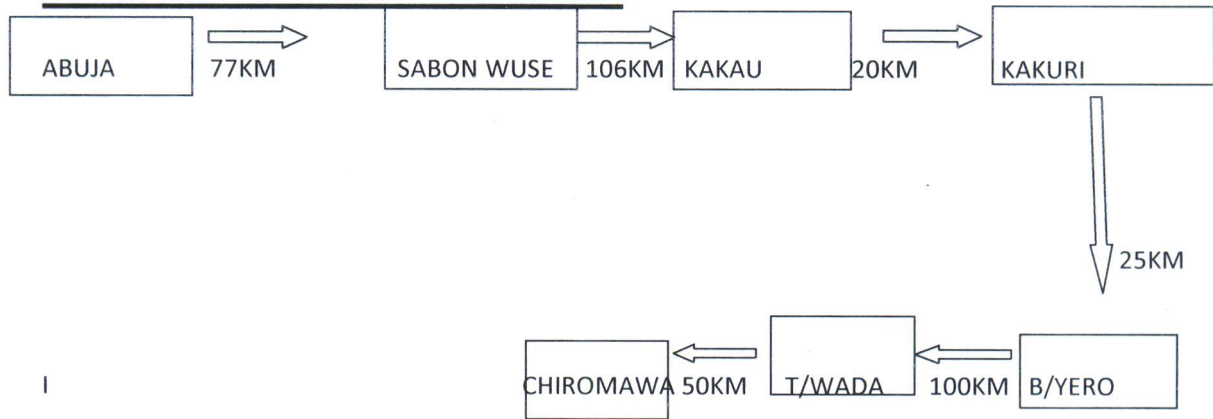 ABUJA 77KM SABON WUSE 106KM KAKAU 20KM KAKURI
25KM
I CHIROMAWA 50KM T/WADA 100KM B/YERO